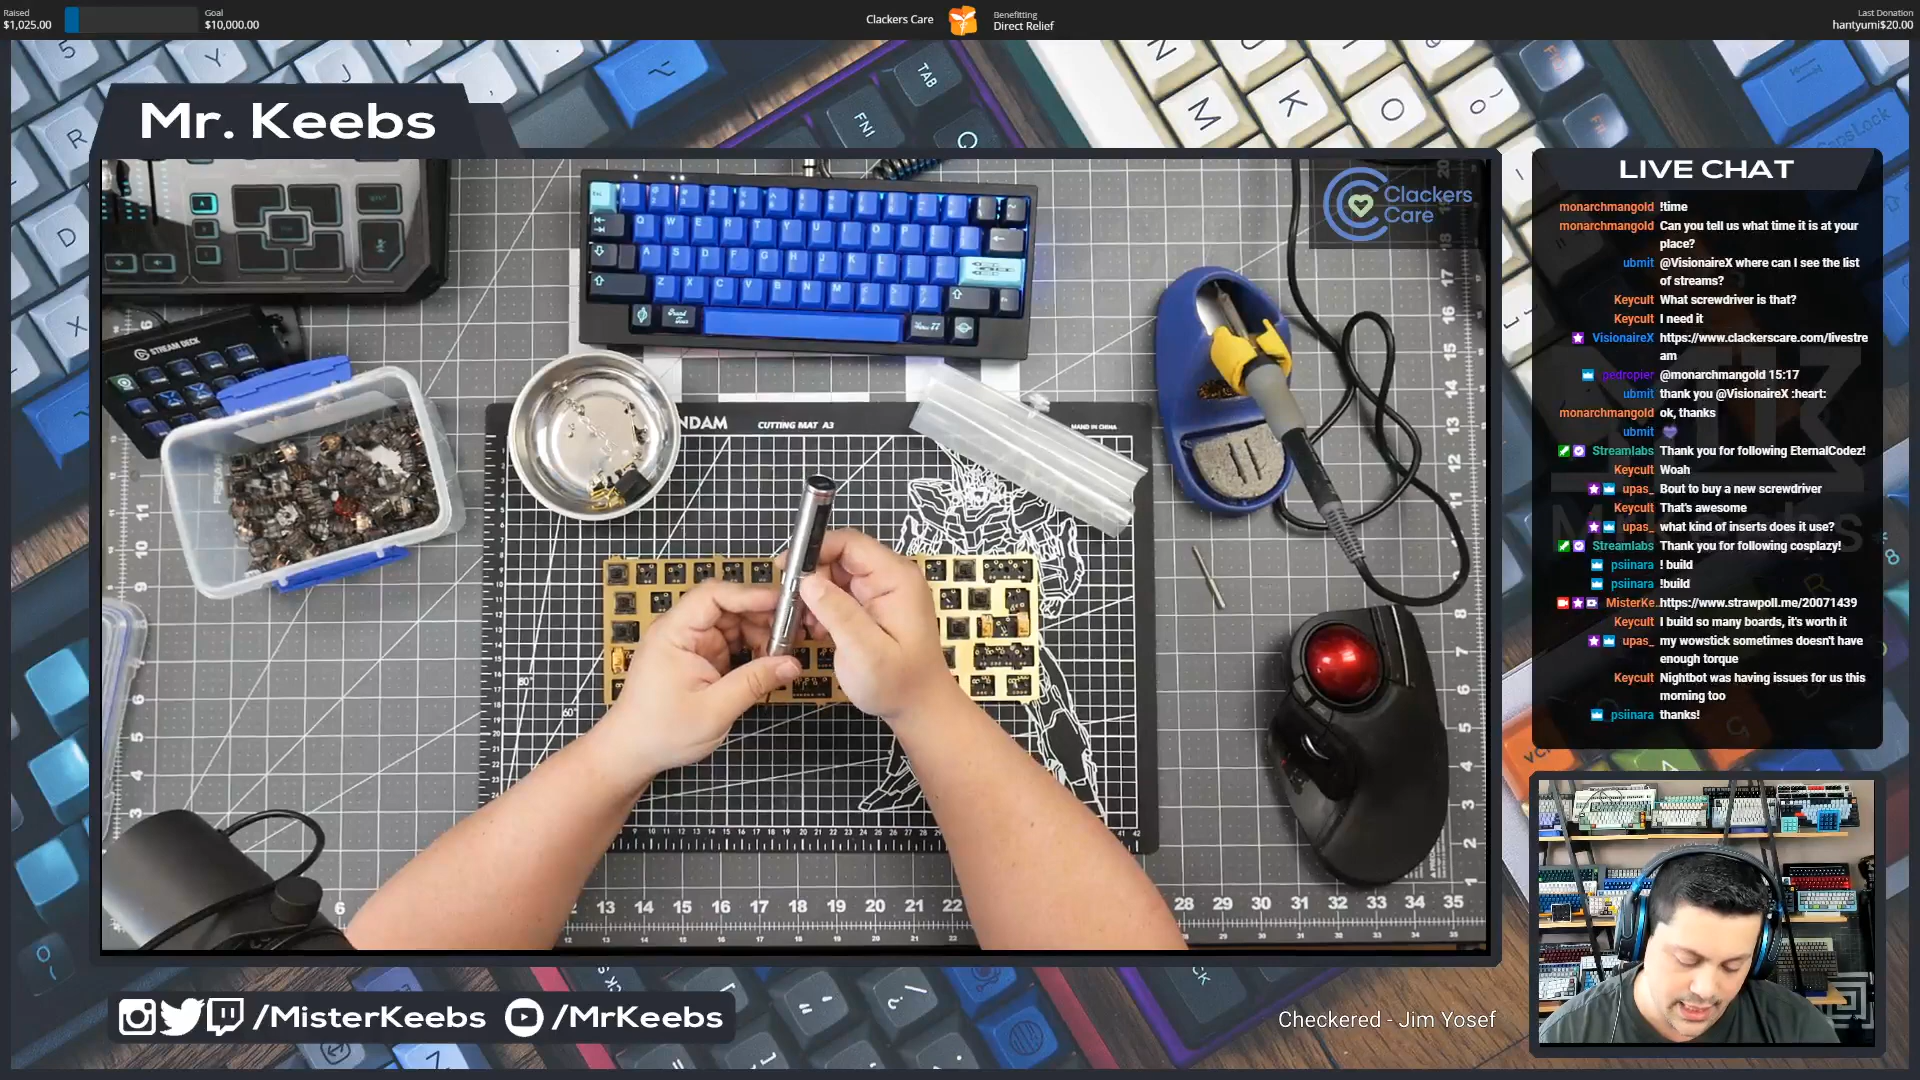 Raised
$1,025.00
Goal
$10,000.00
Clackers Care
Benefitting
Direct Relief
Last Donation
hantyumi$20.00
Mr. Keebs
Clackers
Care
STREAM DECK
NDAM
CUTTING MAT A3
MADE IN CHINA
TAB
FN1
LIVE CHAT
monarchmangold !time
monarchmangold Can you tell us what time it is at your
place?
ubmit @VisionaireX where can I see the list
of streams?
Keycult What screwdriver is that?
Keycult I need it
VisionaireX https://www.clackerscare.com/livestre
am
pedropier @monarchmangold 15:17
ubmit thank you @VisionaireX :heart:
monarchmangold ok, thanks
ubmit 💜
Streamlabs Thank you for following EternalCodez!
Keycult Woah
upas_ Bout to buy a new screwdriver
Keycult That's awesome
upas_ what kind of inserts does it use?
Streamlabs Thank you for following cosplazy!
psiinara ! build
psiinara !build
MisterKe... https://www.strawpoll.me/20071439
Keycult I build so many boards, it's worth it
upas_ my wowstick sometimes doesn't have
enough torque
Keycult Nightbot was having issues for us this
morning too
psiinara thanks!
/MisterKeebs
/MrKeebs
Checkered - Jim Yosef